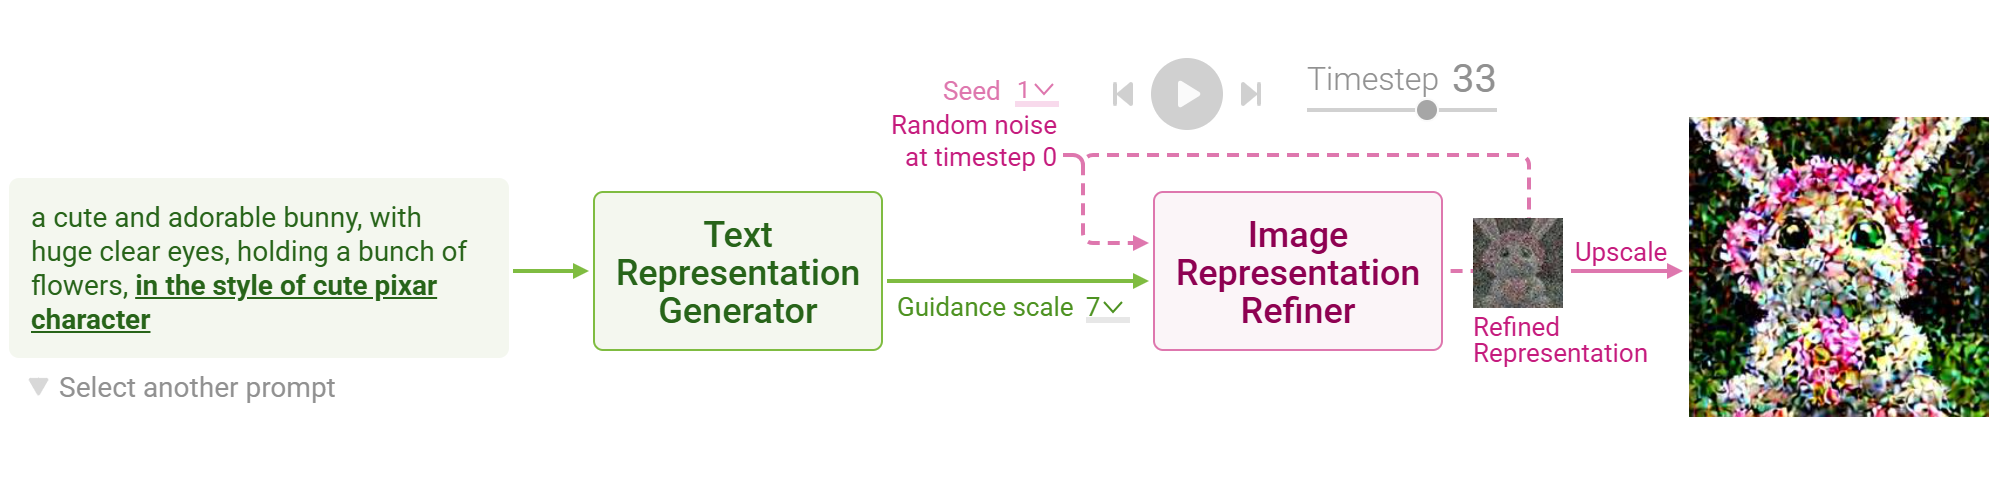 Seed 1
Timestep 33
Random noise
at timestep 0
a cute and adorable bunny, with
huge clear eyes, holding a bunch of
flowers, in the style of cute pixar
character
Select another prompt
Text
Representation
Generator
Guidance scale 7
Image
Representation
Refiner
Refined
Representation
Upscale